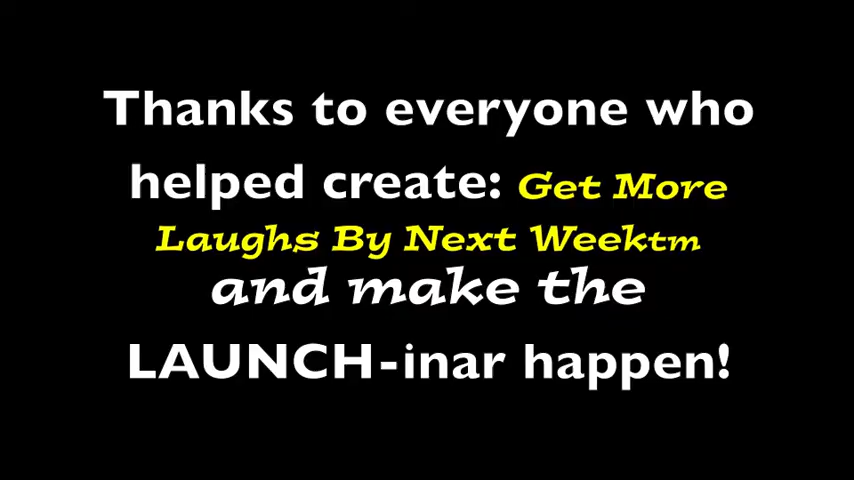 Thanks to everyone who
helped create: Get More
Laughs By Next Weektm
and make the
LAUNCH-inar happen!